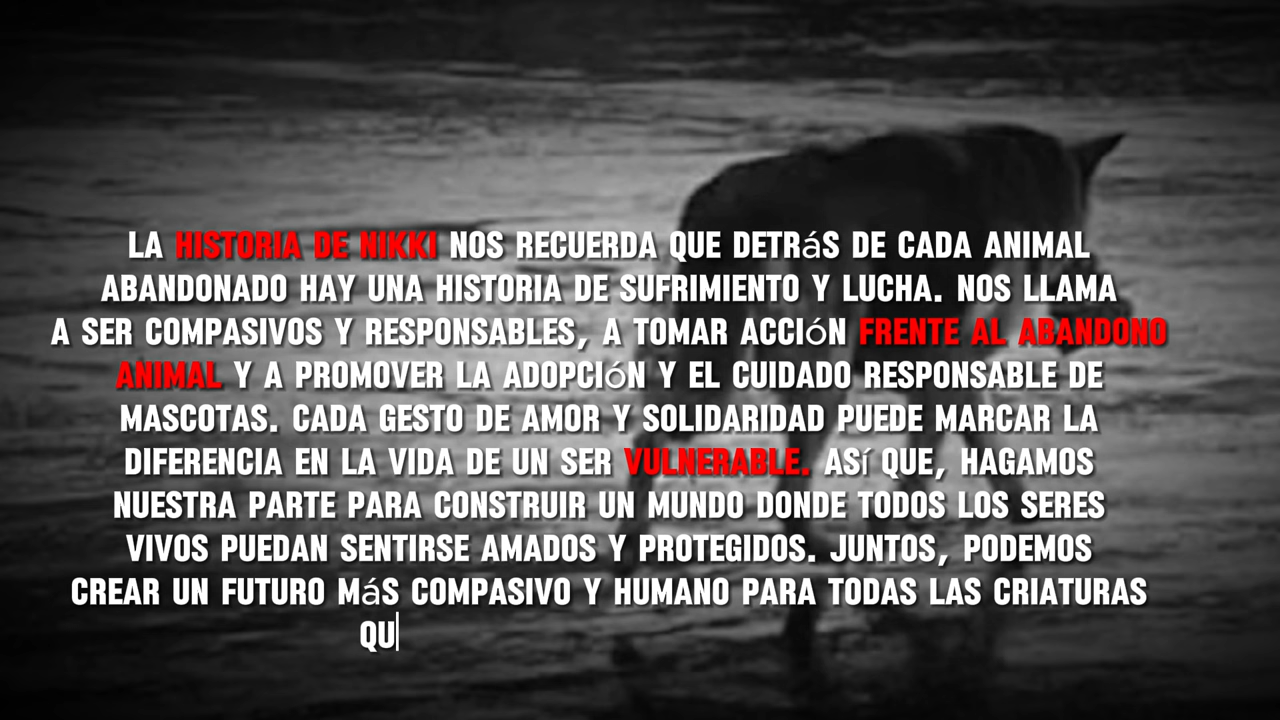 LA HISTORIA DE NIKKI NOS RECUERDA QUE DETRáS DE CADA ANIMAL
ABANDONADO HAY UNA HISTORIA DE SUFRIMIENTO Y LUCHA. NOS LLAMA
A SER COMPASIVOS Y RESPONSABLES, A TOMAR ACCIóN FRENTE AL ABANDONO
ANIMAL Y A PROMOVER LA ADOPCIóN Y EL CUIDADO RESPONSABLE DE
MASCOTAS. CADA GESTO DE AMOR Y SOLIDARIDAD PUEDE MARCAR LA
DIFERENCIA EN LA VIDA DE UN SER VULNERABLE. ASí QUE, HAGAMOS
NUESTRA PARTE PARA CONSTRUIR UN MUNDO DONDE TODOS LOS SERES
VIVOS PUEDAN SENTIRSE AMADOS Y PROTEGIDOS. JUNTOS, PODEMOS
CREAR UN FUTURO MáS COMPASIVO Y HUMANO PARA TODAS LAS CRIATURAS
QU